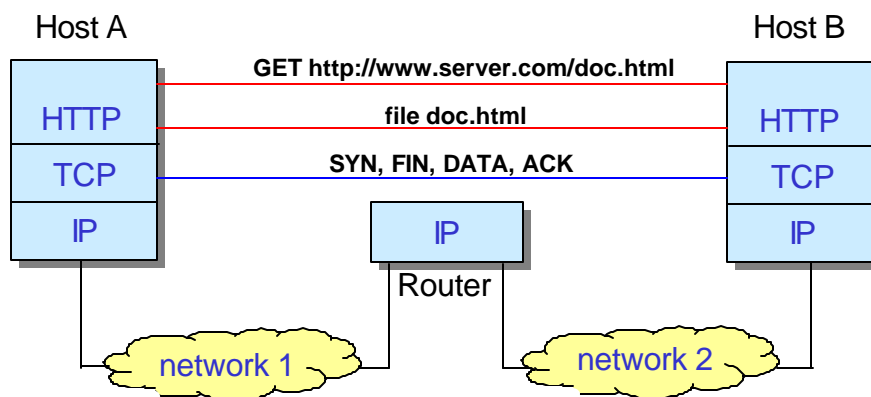 Host A
Host B
GET http://www.server.com/doc.html
HTTP
file doc.html
HTTP
TCP
SYN, FIN, DATA, ACK
TCP
IP
IP
IP
Router
network 1
network 2